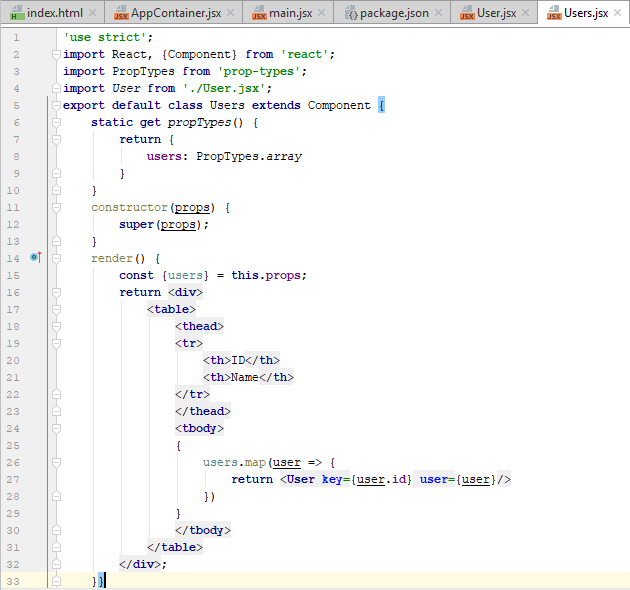 index.html AppContainer.jsx main.jsx package.json User.jsx Users.jsx
1 'use strict';
2 import React, {Component} from 'react';
3 import PropTypes from 'prop-types';
4 import User from './User.jsx';
5 export default class Users extends Component {
6 static get propTypes() {
7 return {
8 users: PropTypes.array
9 }
10 }
11 constructor(props) {
12 super(props);
13 }
14 render() {
15 const {users} = this.props;
16 return <div>
17 <table>
18 <thead>
19 <tr>
20 <th>ID</th>
21 <th>Name</th>
22 </tr>
23 </thead>
24 <tbody>
25 {
26 users.map(user => {
27 return <User key={user.id} user={user}/>
28 })
29 }
30 </tbody>
31 </table>
32 </div>;
33 }}